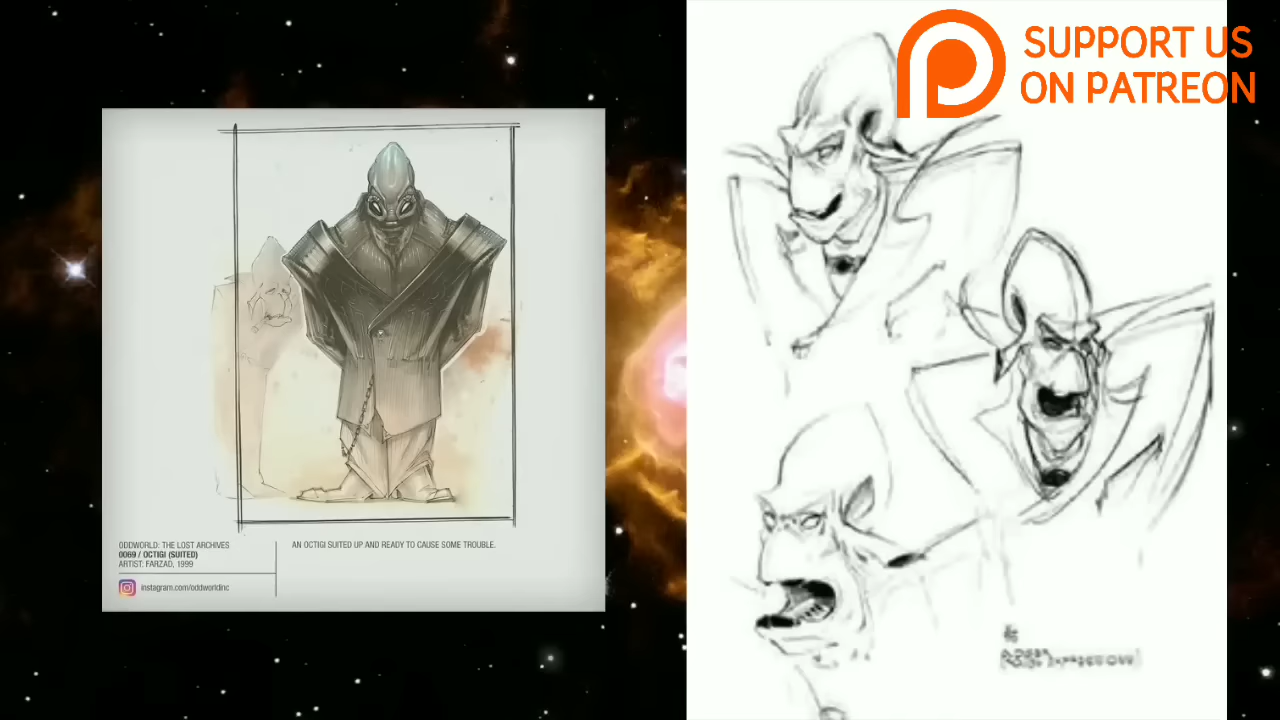 SUPPORT US
ON PATREON
ODDWORLD: THE LOST ARCHIVES
0069 / OCTIGI (SUITED)
ARTIST: FARZAD, 1999
instagram.com/oddworldinc
AN OCTIGI SUITED UP AND READY TO CAUSE SOME TROUBLE.